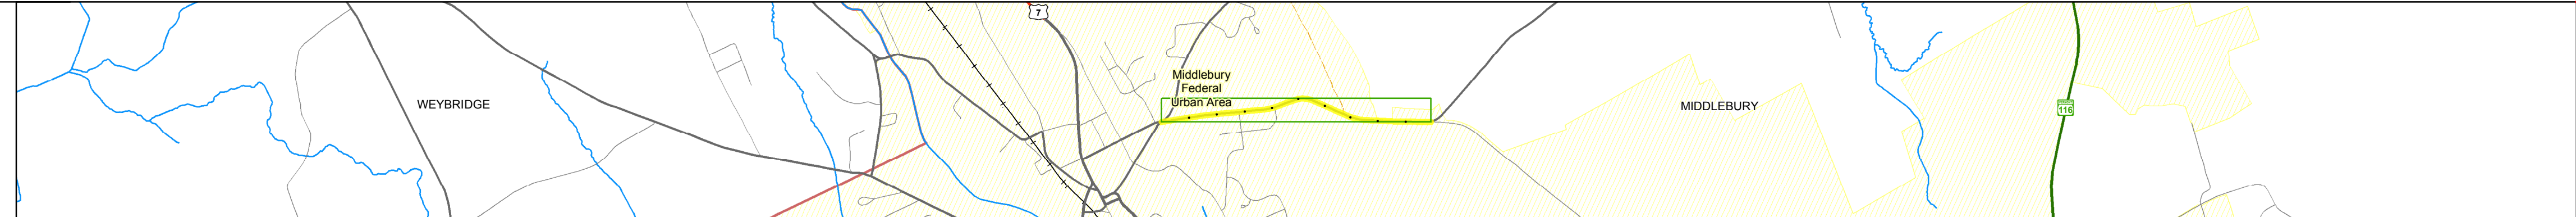 7
Middlebury
Federal
Urban Area
WEYBRIDGE
MIDDLEBURY
116